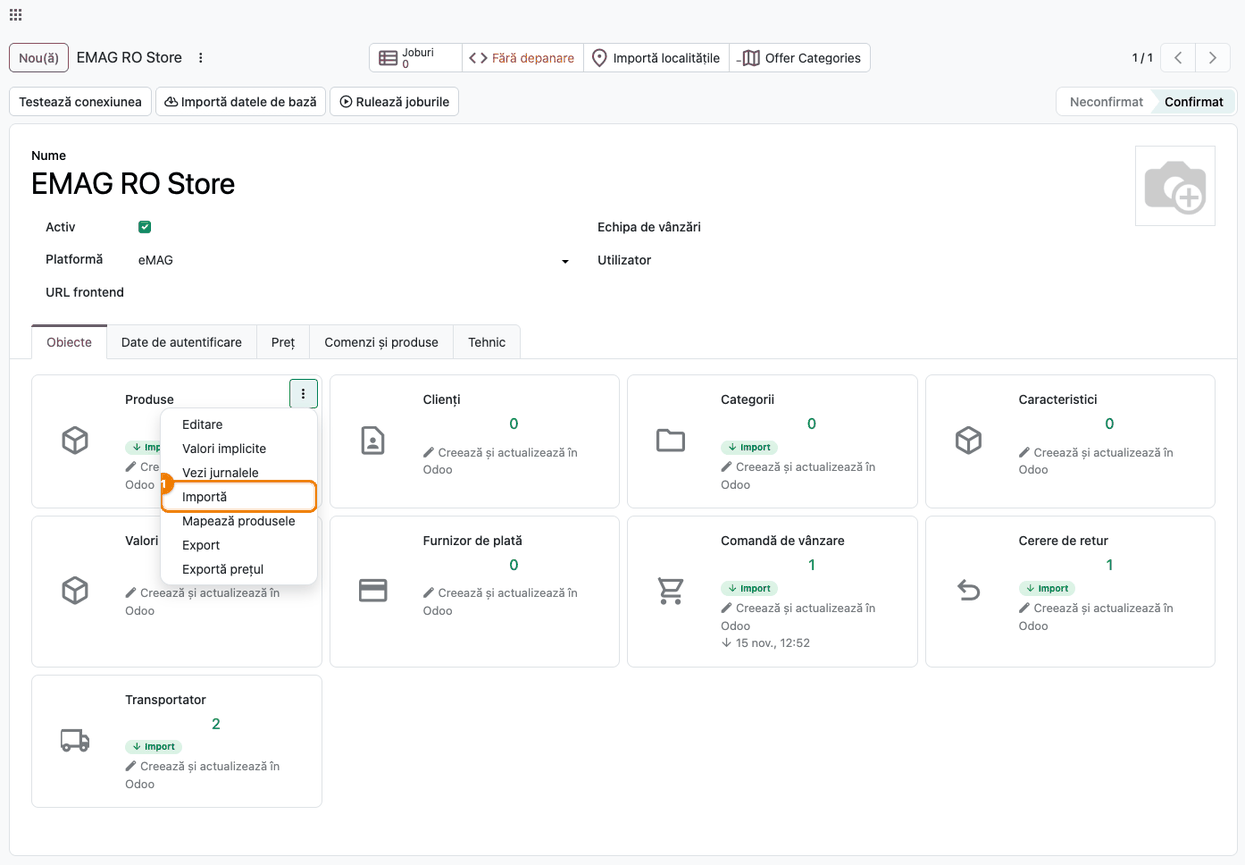 Nou(ă)
EMAG RO Store
Joburi
0
Fără depanare
Importă localitățile
Offer Categories
1 / 1
Testează conexiunea
Importă datele de bază
Rulează joburile
Neconfirmat
Confirmat
Nume
EMAG RO Store
Activ
Echipa de vânzări
Platformă
eMAG
Utilizator
URL frontend
Obiecte
Date de autentificare
Preț
Comenzi și produse
Tehnic
Produse
Imp
Cre
Odoo
Editare
Valori implicite
Vezi jurnalele
1
Importă
Mapează produsele
Export
Exportă prețul
Clienți
0
Creează și actualizează în
Odoo
Categorii
0
Import
Creează și actualizează în
Odoo
Caracteristici
0
Creează și actualizează în
Odoo
Valori
Creează și actualizează în
Odoo
Furnizor de plată
0
Creează și actualizează în
Odoo
Comandă de vânzare
1
Import
Creează și actualizează în
Odoo
15 nov., 12:52
Cerere de retur
1
Import
Creează și actualizează în
Odoo
Transportator
2
Import
Creează și actualizează în
Odoo